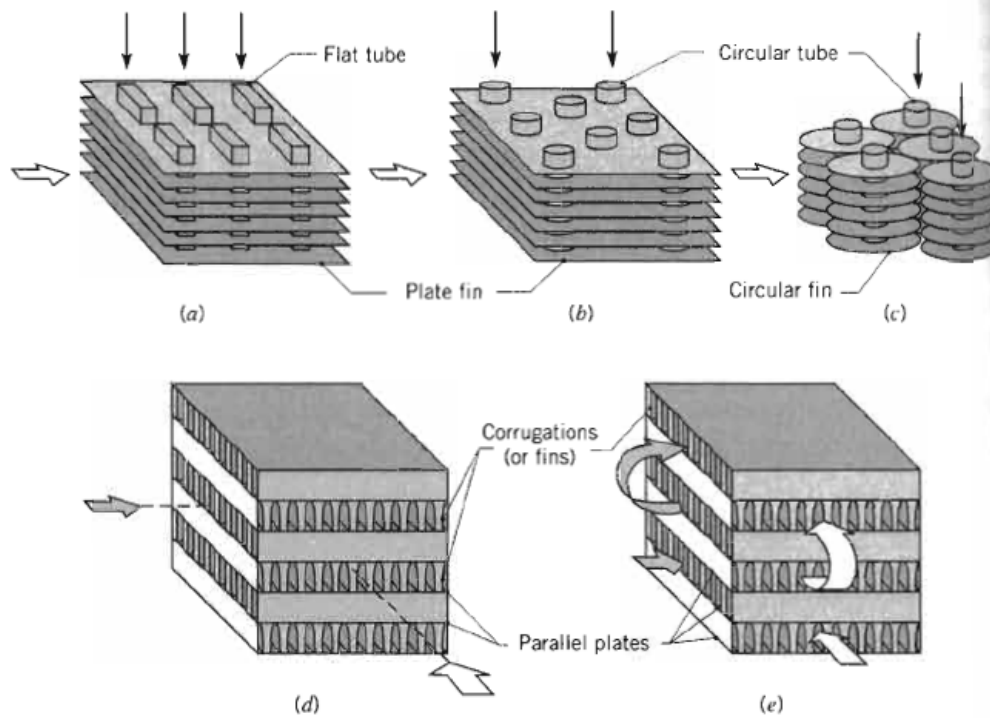 Flat tube
Circular tube
Plate fin
Circular fin
(a)
(b)
(c)
Corrugations
(or fins)
Parallel plates
(d)
(e)